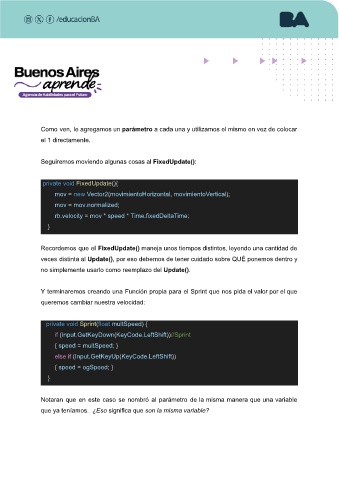 /educacionBA
BA
Buenos Aires
aprende
Agencia de Habilidades para el Futuro
Como ven, le agregamos un parámetro a cada una y utilizamos el mismo en vez de colocar
el 1 directamente.
Seguiremos moviendo algunas cosas al FixedUpdate():
private void FixedUpdate(){
mov = new Vector2(movimientoHorizontal, movimientoVertical);
mov = mov.normalized;
rb.velocity = mov * speed * Time.fixedDeltaTime;
}
Recordemos que el FixedUpdate() maneja unos tiempos distintos, leyendo una cantidad de
veces distinta al Update(), por eso debemos de tener cuidado sobre QUÉ ponemos dentro y
no simplemente usarlo como reemplazo del Update().
Y terminaremos creando una Función propia para el Sprint que nos pida el valor por el que
queremos cambiar nuestra velocidad:
private void Sprint(float multSpeed) {
if (Input.GetKeyDown(KeyCode.LeftShift))//Sprint
{ speed = multSpeed; }
else if (Input.GetKeyUp(KeyCode.LeftShift))
{ speed = ogSpeed; }
}
Notaran que en este caso se nombró al parámetro de la misma manera que una variable
que ya teníamos. ¿Eso significa que son la misma variable?